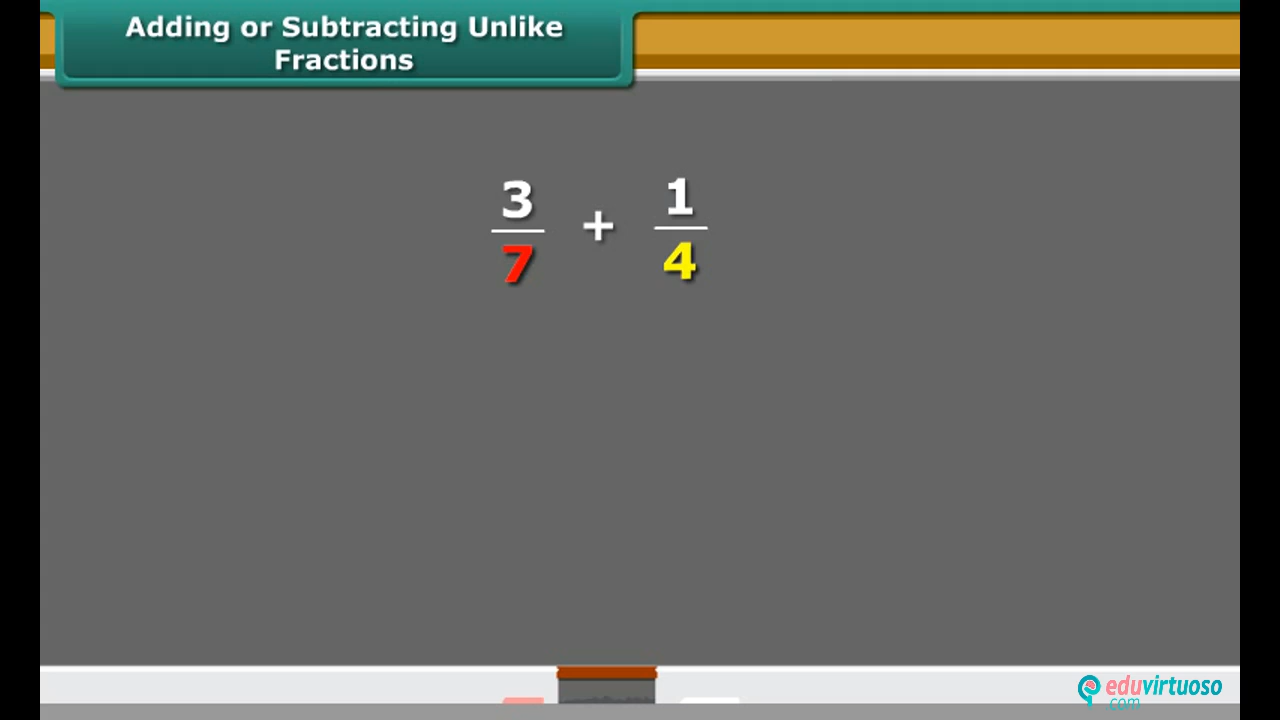 Adding or Subtracting Unlike
Fractions
3 1
+
7 4
eduvirtuoso
com